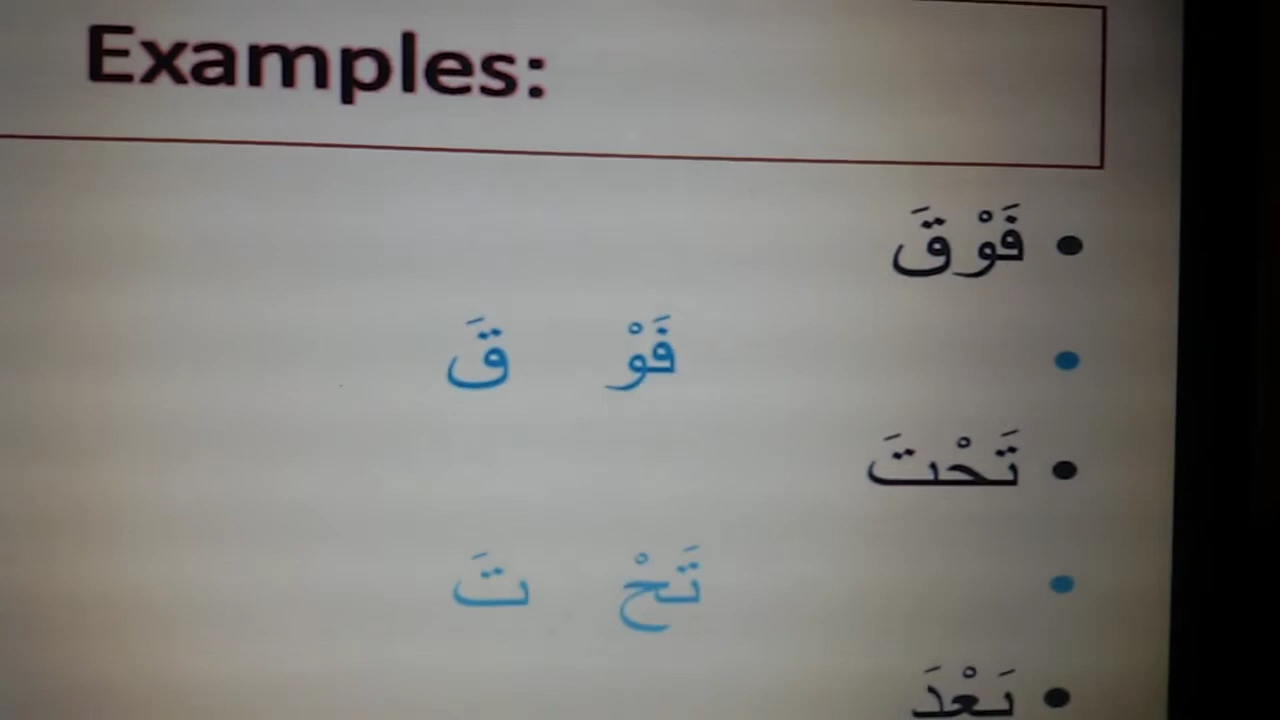 Examples:
• فَوْقَ
• فَوْ قَ
• تَحْتَ
• تَحْ تَ
• بَعْدَ